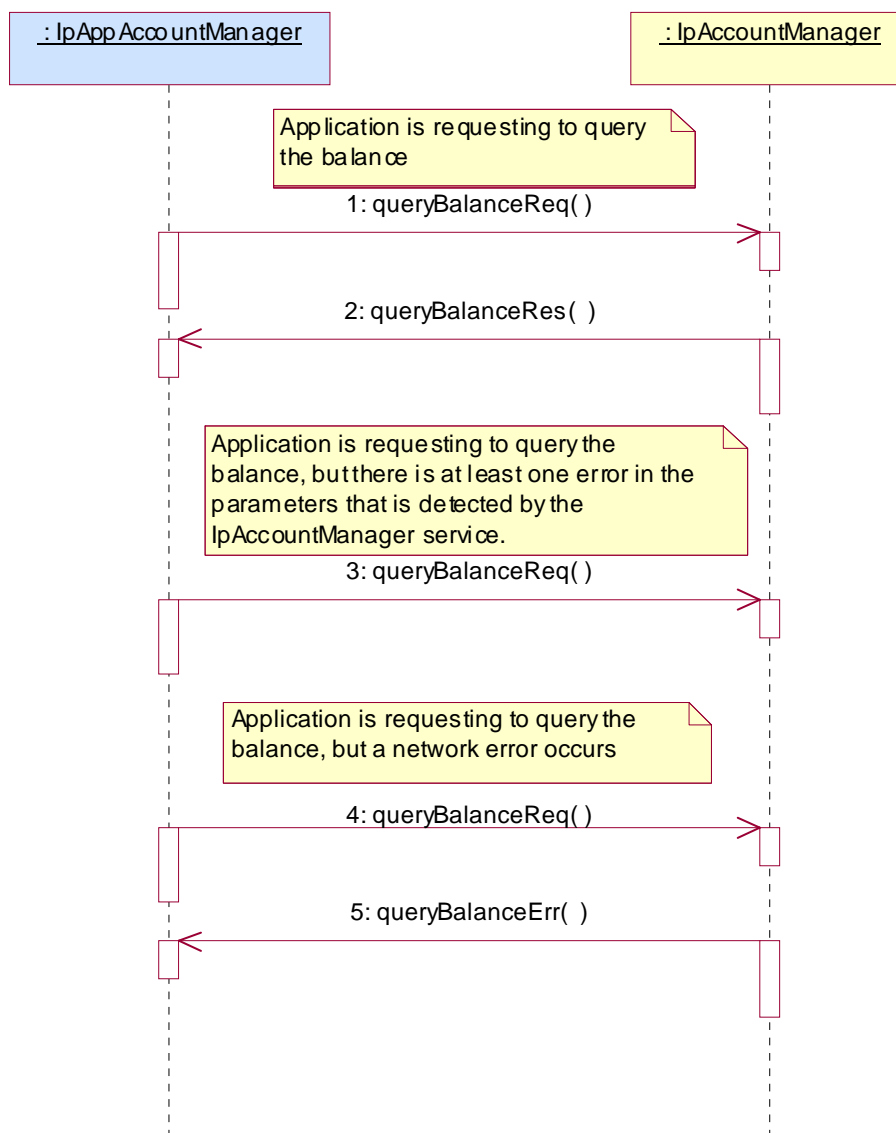 : IpAppAccountManager
: IpAccountManager
Application is requesting to query
the balance
1: queryBalanceReq( )
2: queryBalanceRes( )
Application is requesting to query the
balance, but there is at least one error in the
parameters that is detected by the
IpAccountManager service.
3: queryBalanceReq( )
Application is requesting to query the
balance, but a network error occurs
4: queryBalanceReq( )
5: queryBalanceErr( )